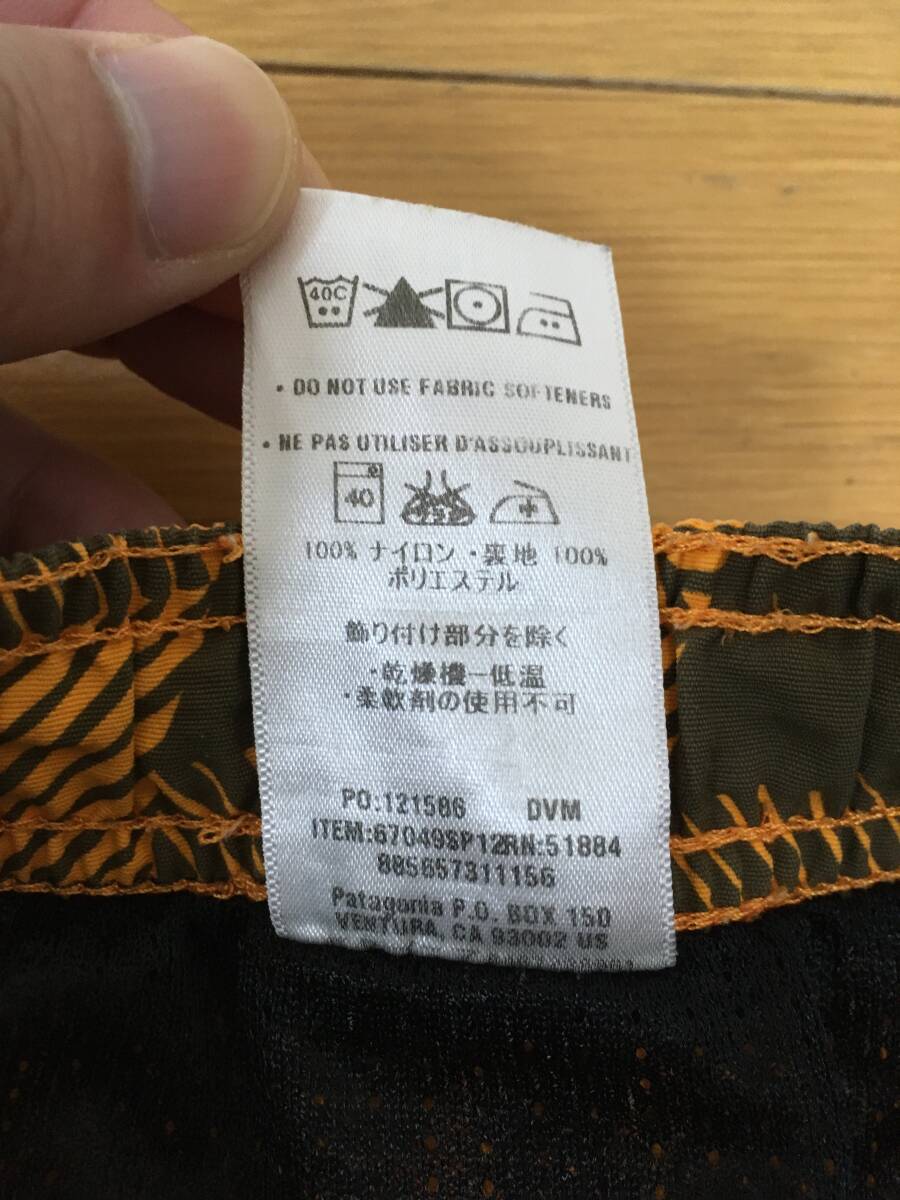 40C
• DO NOT USE FABRIC SOFTENERS
• NE PAS UTILISER D'ASSOUPLISSANT
40
100% ナイロン・裏地 100%
ポリエステル
飾り付け部分を除く
・乾燥機ー低温
・柔軟剤の使用不可
PO:121586 DVM
ITEM:67049SP12RN:51884
885657311156
Patagonia P.O. BOX 150
VENTURA, CA 93002 US